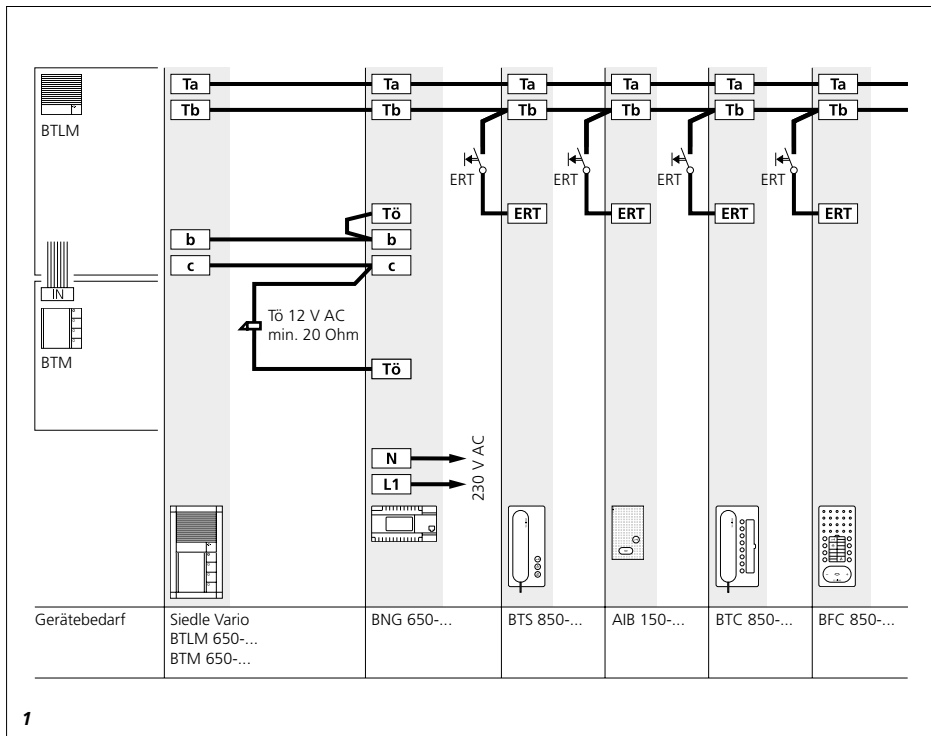 Ta Ta Ta Ta Ta Ta
Tb Tb Tb Tb Tb Tb
BTLM
ERT ERT ERT ERT
Tö ERT ERT ERT ERT
b b
c c
IN
Tö 12 V AC
min. 20 Ohm
BTM
Tö
N
L1
230 V AC
Gerätebedarf Siedle Vario BNG 650-... BTS 850-... AIB 150-... BTC 850-... BFC 850-...
BTLM 650-...
BTM 650-...
1